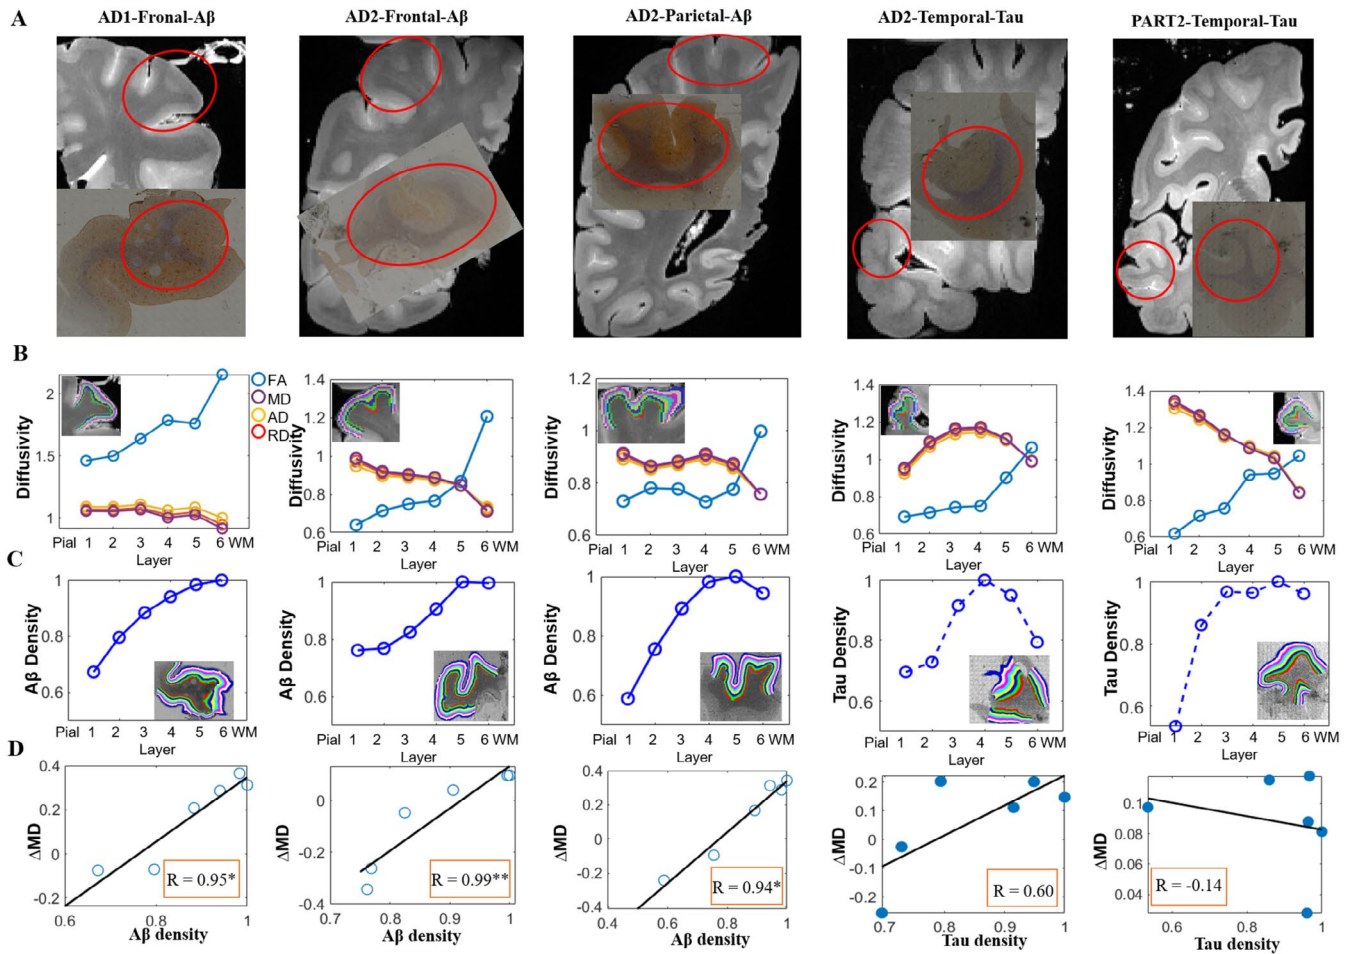 A
AD1-Fronal-Aβ
AD2-Frontal-Aβ
AD2-Parietal-Aβ
AD2-Temporal-Tau
PART2-Temporal-Tau
B
Diffusivity
2
1.5
1
FA
MD
AD
RD
Pial 1 2 3 4 5 6 WM
Layer
Diffusivity
1.4
1.2
1
0.8
0.6
Pial 1 2 3 4 5 6 WM
Layer
Diffusivity
1.2
1
0.8
0.6
Pial 1 2 3 4 5 6 WM
Layer
Diffusivity
1.4
1.2
1
0.8
0.6
Pial 1 2 3 4 5 6 WM
Layer
Diffusivity
1.4
1.2
1
0.8
0.6
Pial 1 2 3 4 5 6 WM
Layer
C
Aβ Density
1
0.8
0.6
Pial 1 2 3 4 5 6 WM
Layer
Aβ Density
1
0.8
0.6
Pial 1 2 3 4 5 6 WM
Layer
Aβ Density
1
0.8
0.6
Pial 1 2 3 4 5 6 WM
Layer
Tau Density
1
0.8
0.6
Pial 1 2 3 4 5 6 WM
Layer
Tau Density
1
0.8
0.6
Pial 1 2 3 4 5 6 WM
Layer
D
ΔMD
0.4
0.2
0
-0.2
R = 0.95*
0.6 0.8 1
Aβ density
ΔMD
0
-0.2
-0.4
R = 0.99**
0.7 0.8 0.9 1
Aβ density
ΔMD
0.4
0.2
0
-0.2
-0.4
R = 0.94*
0.6 0.8 1
Aβ density
ΔMD
0.2
0.1
0
-0.1
-0.2
R = 0.60
0.7 0.8 0.9 1
Tau density
ΔMD
0.1
0.08
0.06
0.04
R = -0.14
0.6 0.8 1
Tau density